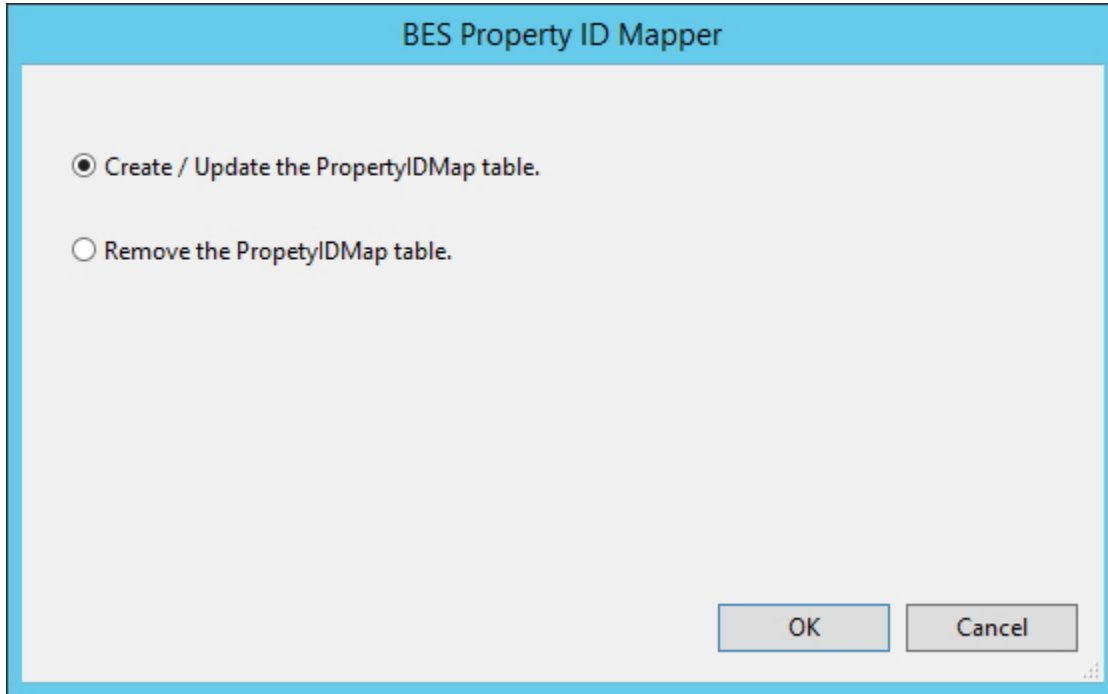 BES Property ID Mapper
Create / Update the PropertyIDMap table.
Remove the PropetyIDMap table.
OK Cancel